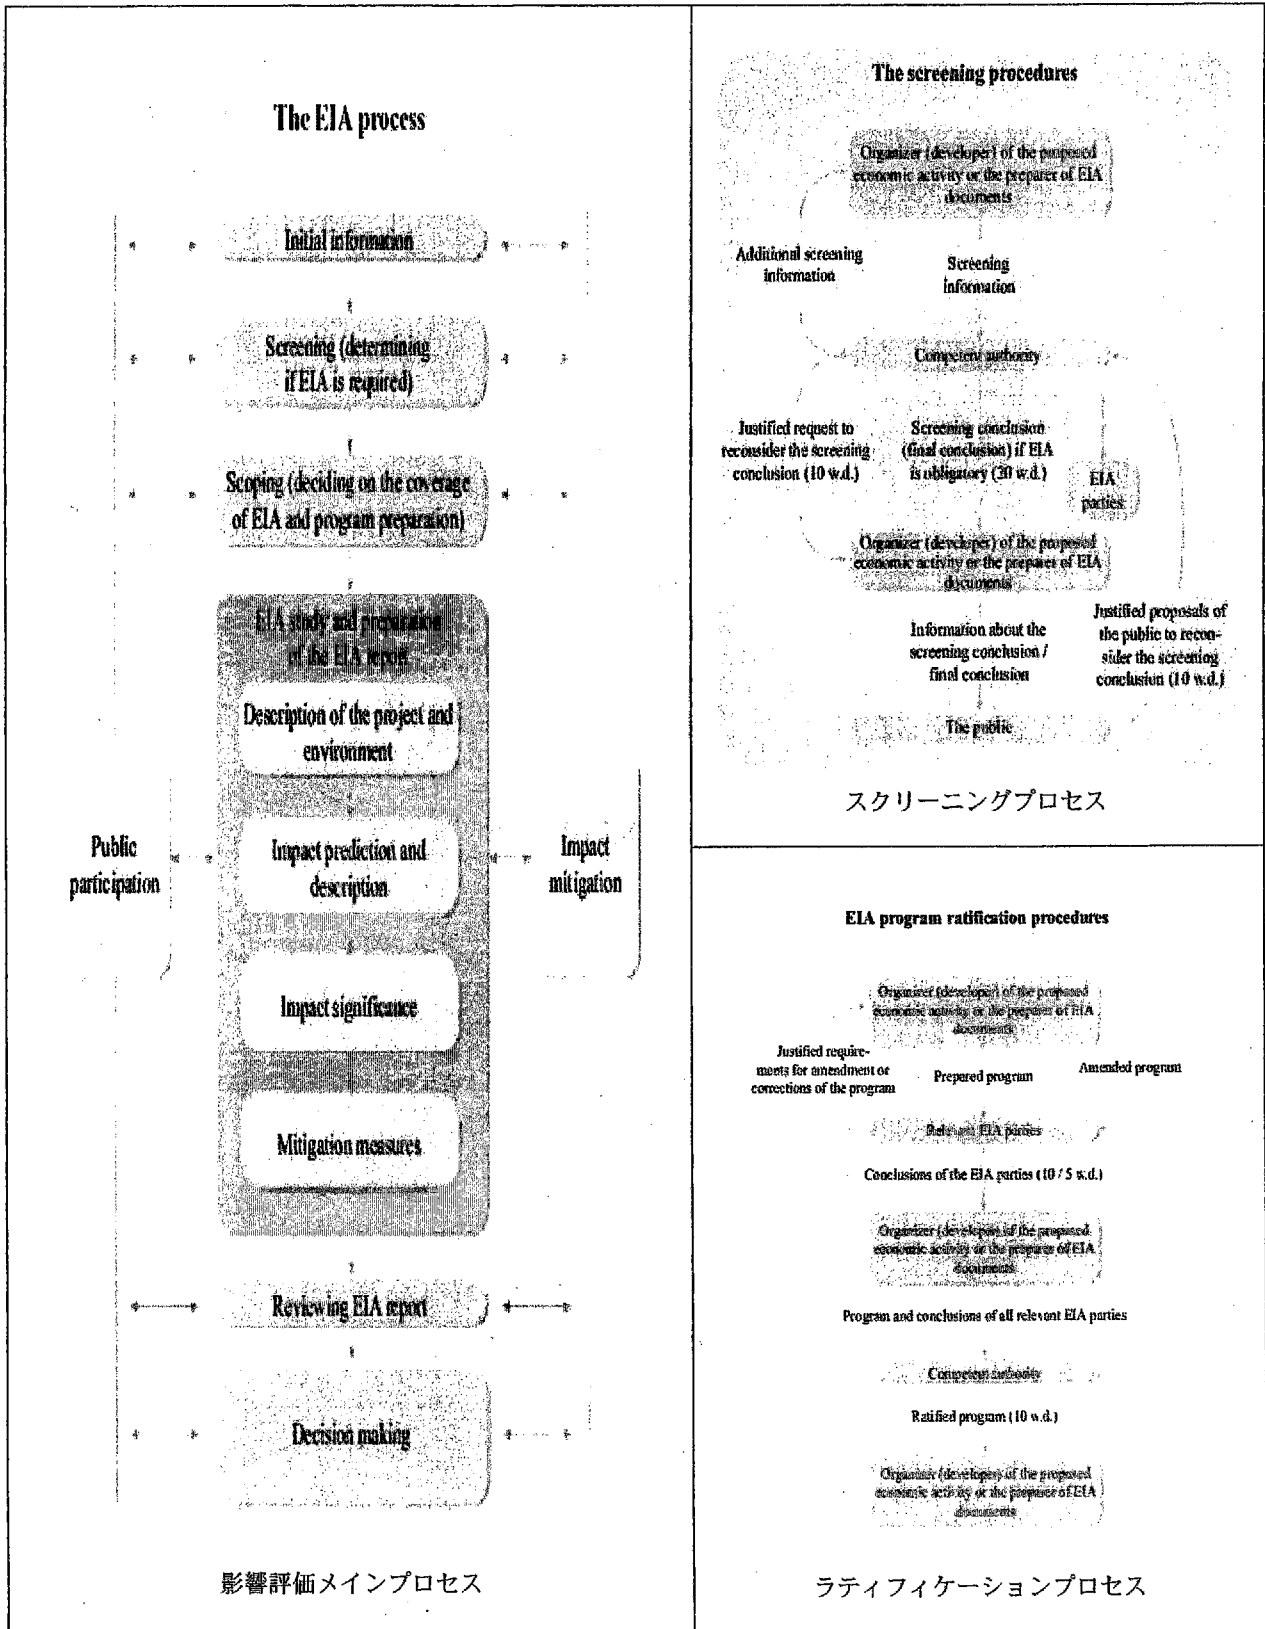 The EIA process
Initial information
Screening (determining
if EIA is required)
Scoping (deciding on the coverage
of EIA and program preparation)
EIA study and preparation
of the EIA report
Description of the project and
environment
Public
participation
Impact prediction and
description
Impact
mitigation
Impact significance
Mitigation measures
Reviewing EIA report
Decision making
影響評価メインプロセス
The screening procedures
Organizer (developer) of the proposed
economic activity or the preparer of EIA
documents
Additional screening
information
Screening
information
Competent authority
Justified request to
reconsider the screening
conclusion (10 w.d.)
Screening conclusion
(final conclusion) if EIA
is obligatory (20 w.d.)
EIA
parties
Organizer (developer) of the proposed
economic activity or the preparer of EIA
documents
Information about the
screening conclusion /
final conclusion
Justified proposals of
the public to recon-
sider the screening
conclusion (10 w.d.)
The public
スクリーニングプロセス
EIA program ratification procedures
Organizer (developer) of the proposed
economic activity or the preparer of EIA
documents
Justified require-
ments for amendment or
corrections of the program
Prepared program
Amended program
Relevant EIA parties
Conclusions of the EIA parties (10 / 5 w.d.)
Organizer (developer) of the proposed
economic activity or the preparer of EIA
documents
Program and conclusions of all relevant EIA parties
Competent authority
Ratified program (10 w.d.)
Organizer (developer) of the proposed
economic activity or the preparer of EIA
documents
ラティフィケーションプロセス